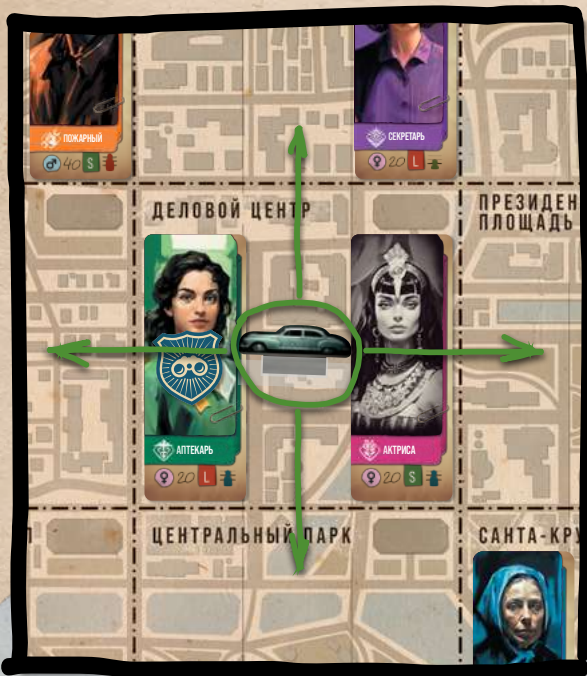 ПОЖАРНЫЙ
40 S
СЕКРЕТАРЬ
20 L
ДЕЛОВОЙ ЦЕНТР
ПРЕЗИДЕН
ПЛОЩАДЬ
АПТЕКАРЬ
20 L
АКТРИСА
20 S
ЦЕНТРАЛЬНЫЙ ПАРК
САНТА-КРУ